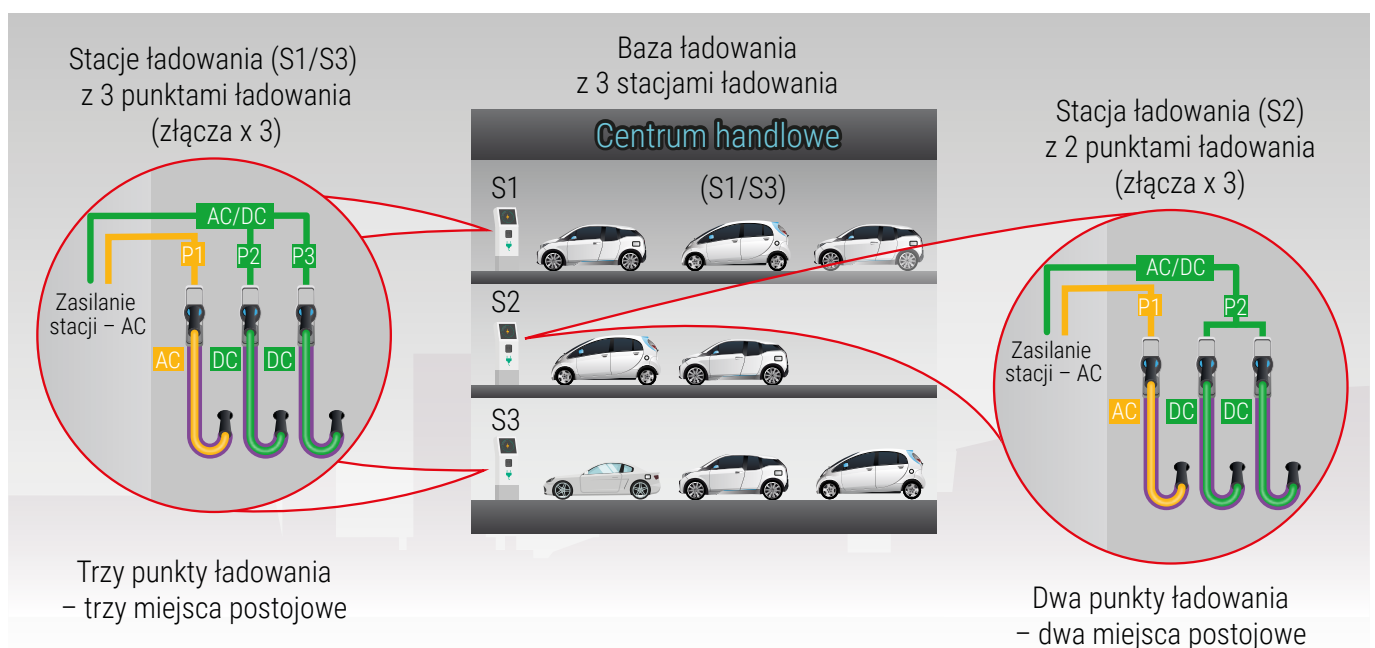 Stacje ładowania (S1/S3)
z 3 punktami ładowania
(złącza x 3)
AC/DC
P1
P2
P3
Zasilanie
stacji – AC
AC
DC
DC
Trzy punkty ładowania
– trzy miejsca postojowe
Baza ładowania
z 3 stacjami ładowania
Centrum handlowe
S1
(S1/S3)
S2
S3
Stacja ładowania (S2)
z 2 punktami ładowania
(złącza x 3)
AC/DC
P1
P2
Zasilanie
stacji – AC
AC
DC
DC
Dwa punkty ładowania
– dwa miejsca postojowe